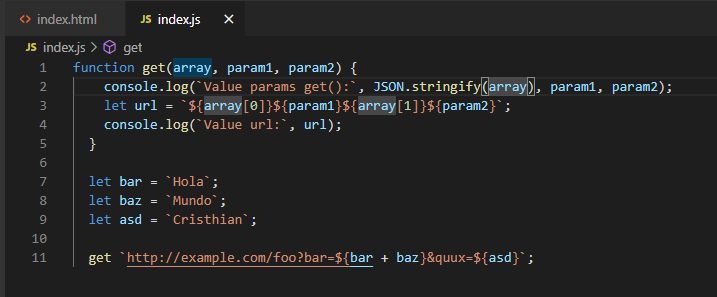 index.html index.js
JS index.js > get
1 function get(array, param1, param2) {
2 console.log(`Value params get():`, JSON.stringify(array), param1, param2);
3 let url = `${array[0]}${param1}${array[1]}${param2}`;
4 console.log(`Value url:`, url);
5 }
6
7 let bar = `Hola`;
8 let baz = `Mundo`;
9 let asd = `Cristhian`;
10
11 get `http://example.com/foo?bar=${bar + baz}&quux=${asd}`;